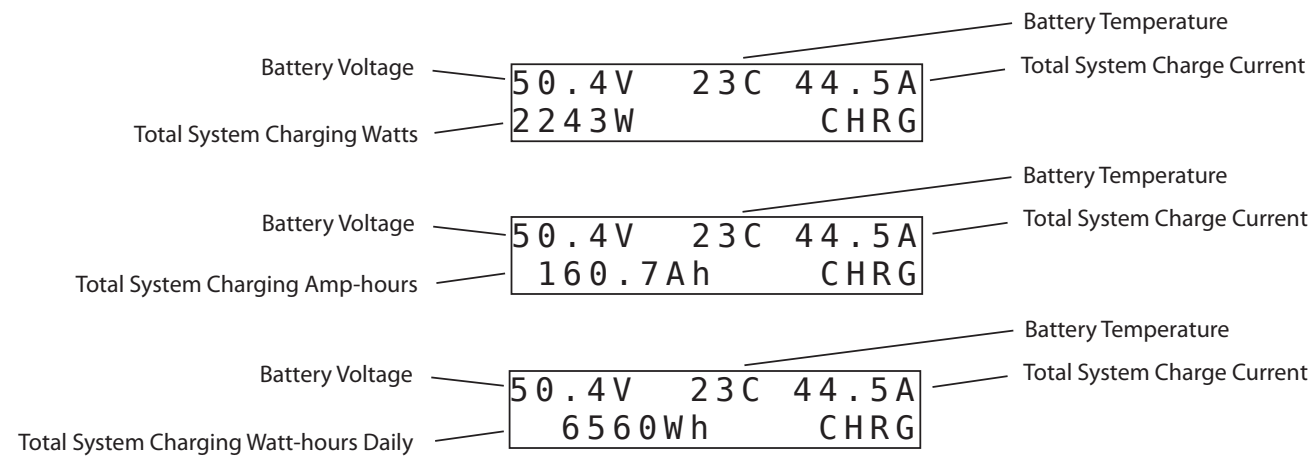 Battery Temperature
Battery Voltage
50.4V 23C 44.5A
Total System Charge Current
Total System Charging Watts
2243W CHRG
Battery Temperature
Battery Voltage
50.4V 23C 44.5A
Total System Charge Current
Total System Charging Amp-hours
160.7Ah CHRG
Battery Temperature
Battery Voltage
50.4V 23C 44.5A
Total System Charge Current
Total System Charging Watt-hours Daily
6560Wh CHRG